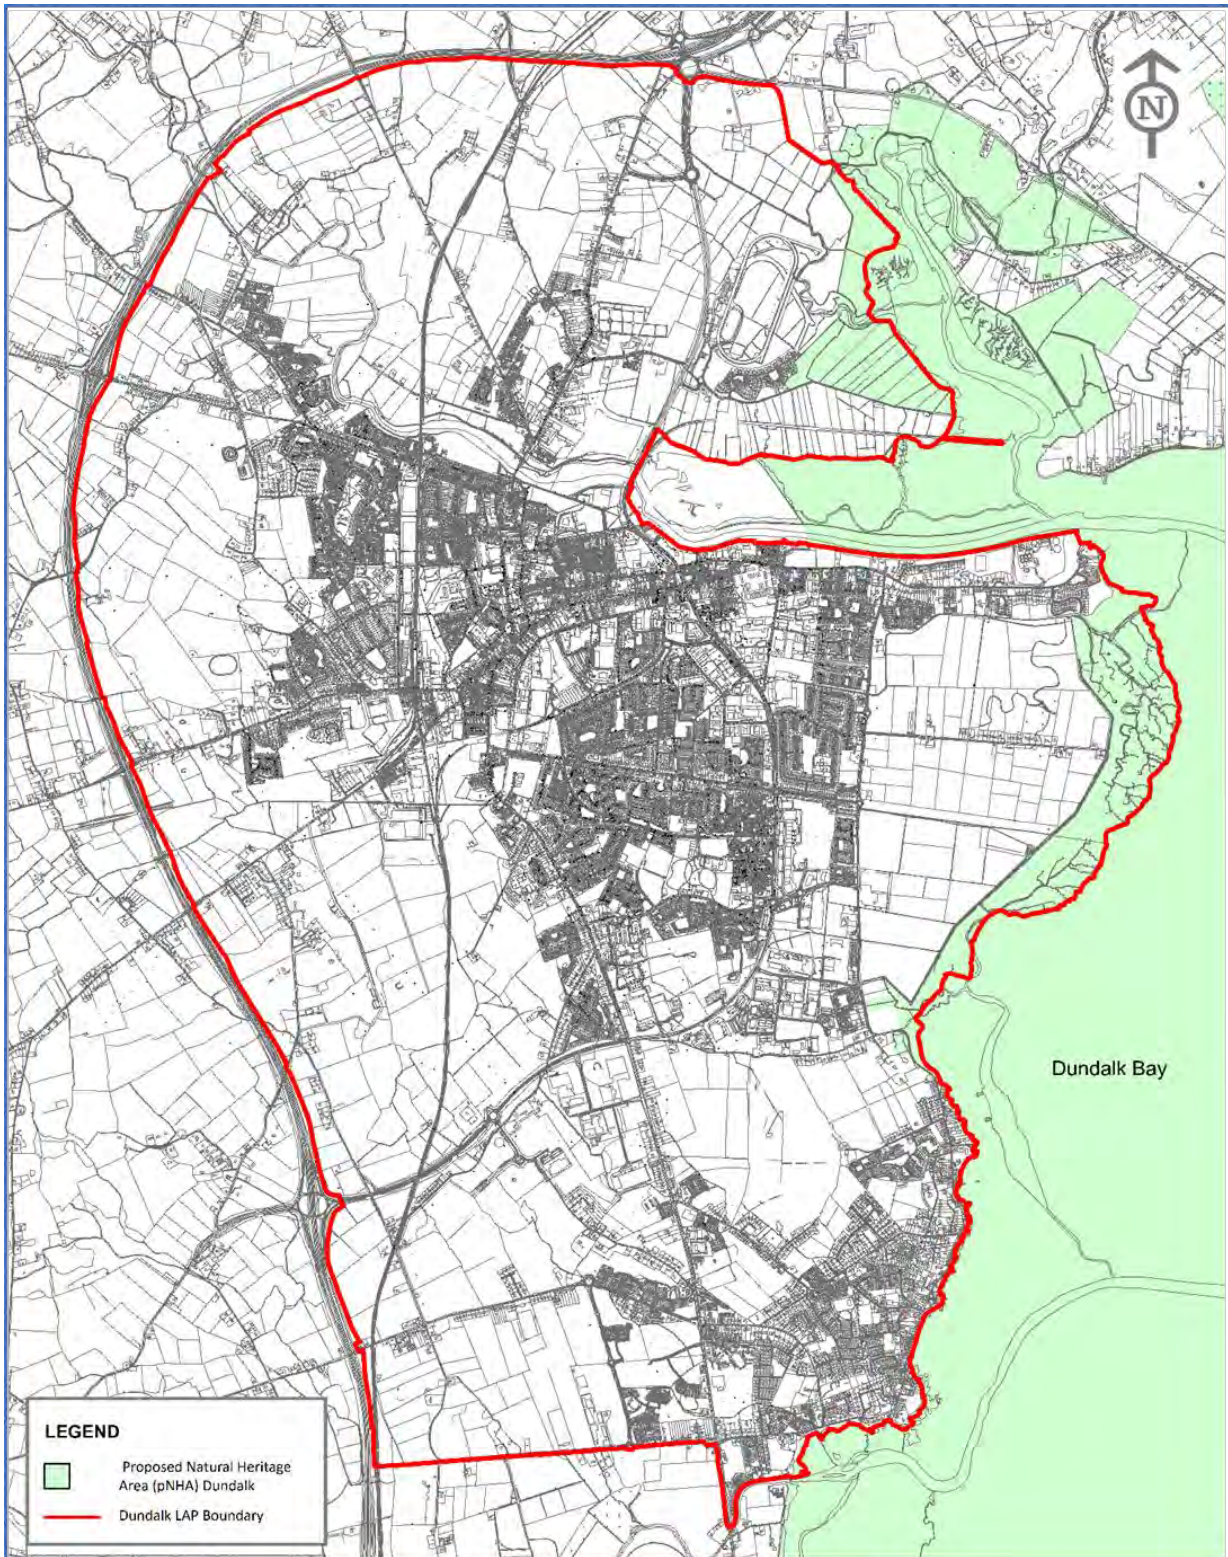 N
Dundalk Bay
LEGEND
Proposed Natural Heritage
Area (pNHA) Dundalk
Dundalk LAP Boundary